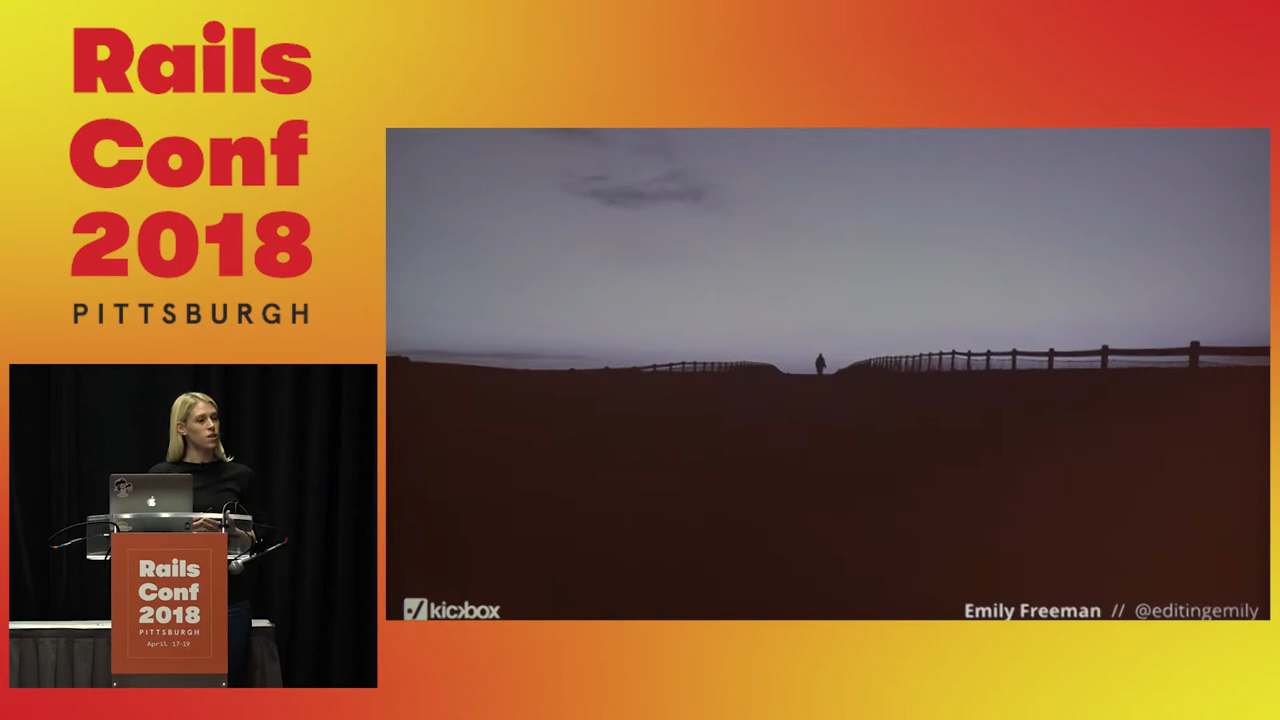 Rails
Conf
2018
PITTSBURGH
Rails
Conf
2018
PITTSBURGH
April 17-19
kickbox
Emily Freeman // @editingemily